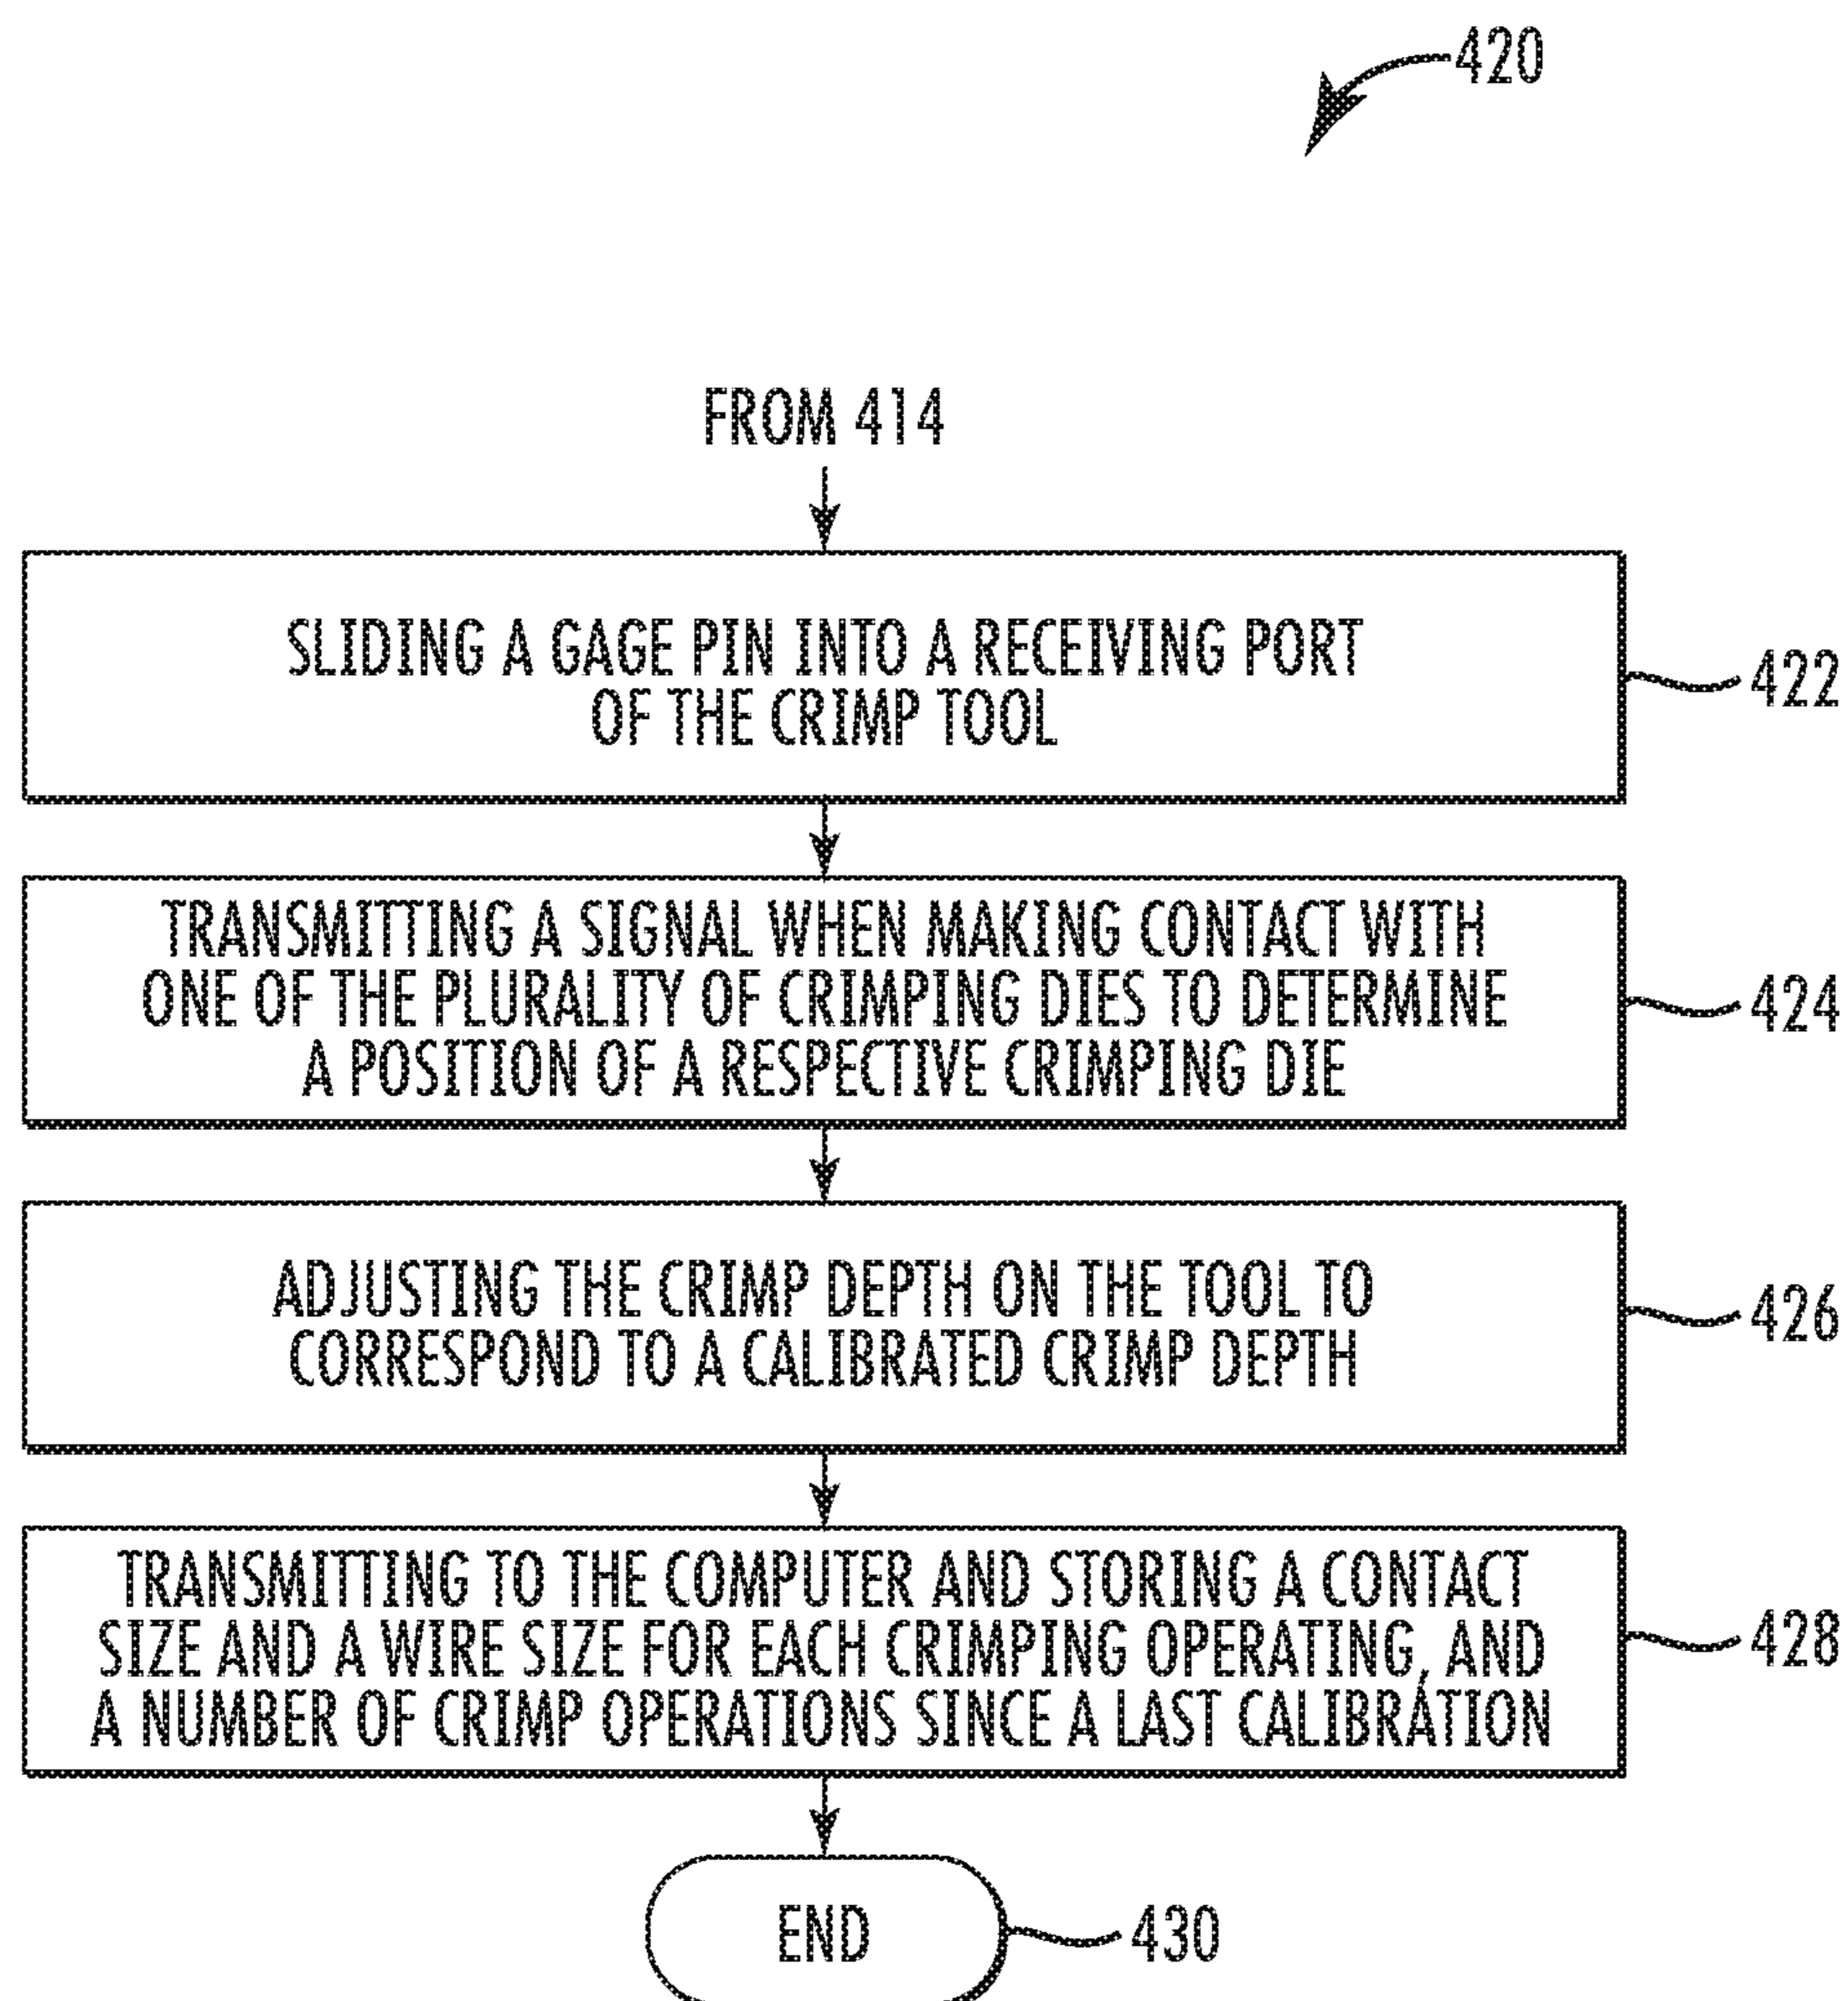 420
FROM 414
SLIDING A GAGE PIN INTO A RECEIVING PORT
OF THE CRIMP TOOL
422
TRANSMITTING A SIGNAL WHEN MAKING CONTACT WITH
ONE OF THE PLURALITY OF CRIMPING DIES TO DETERMINE
A POSITION OF A RESPECTIVE CRIMPING DIE
424
ADJUSTING THE CRIMP DEPTH ON THE TOOL TO
CORRESPOND TO A CALIBRATED CRIMP DEPTH
426
TRANSMITTING TO THE COMPUTER AND STORING A CONTACT
SIZE AND A WIRE SIZE FOR EACH CRIMPING OPERATING, AND
A NUMBER OF CRIMP OPERATIONS SINCE A LAST CALIBRATION
428
END
430